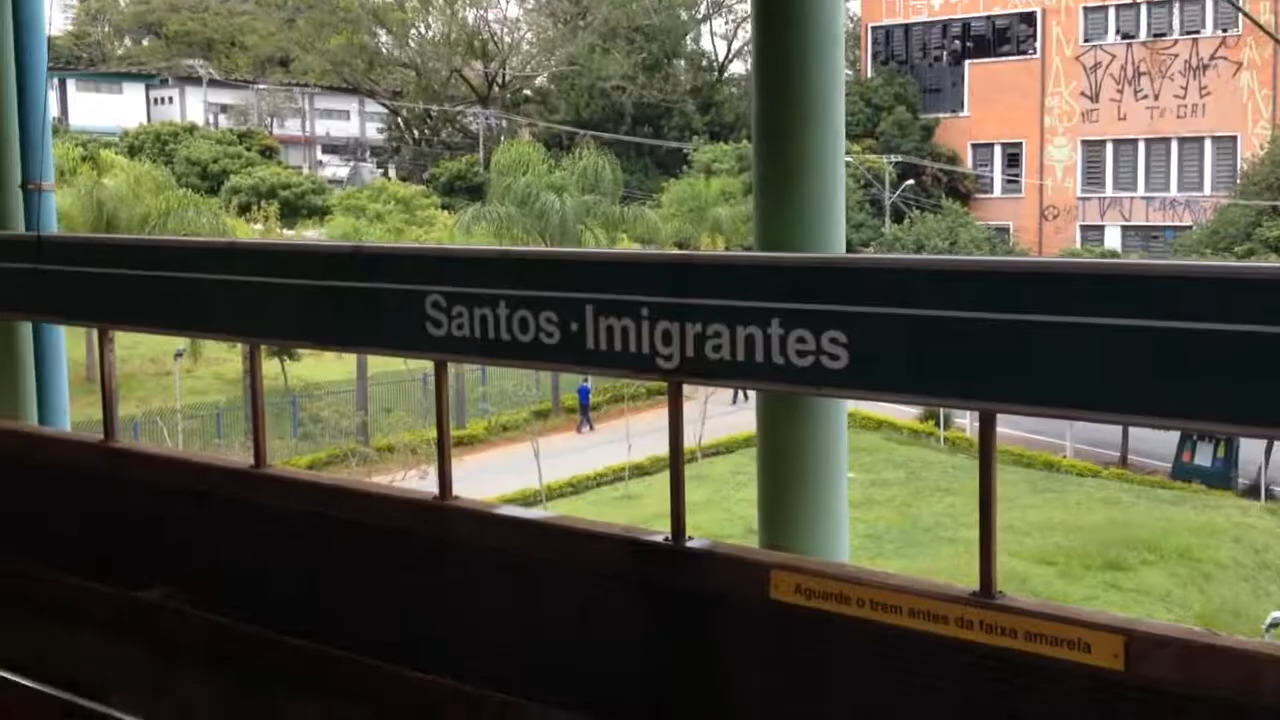 Santos · Imigrantes
Aguarde o trem antes da faixa amarela